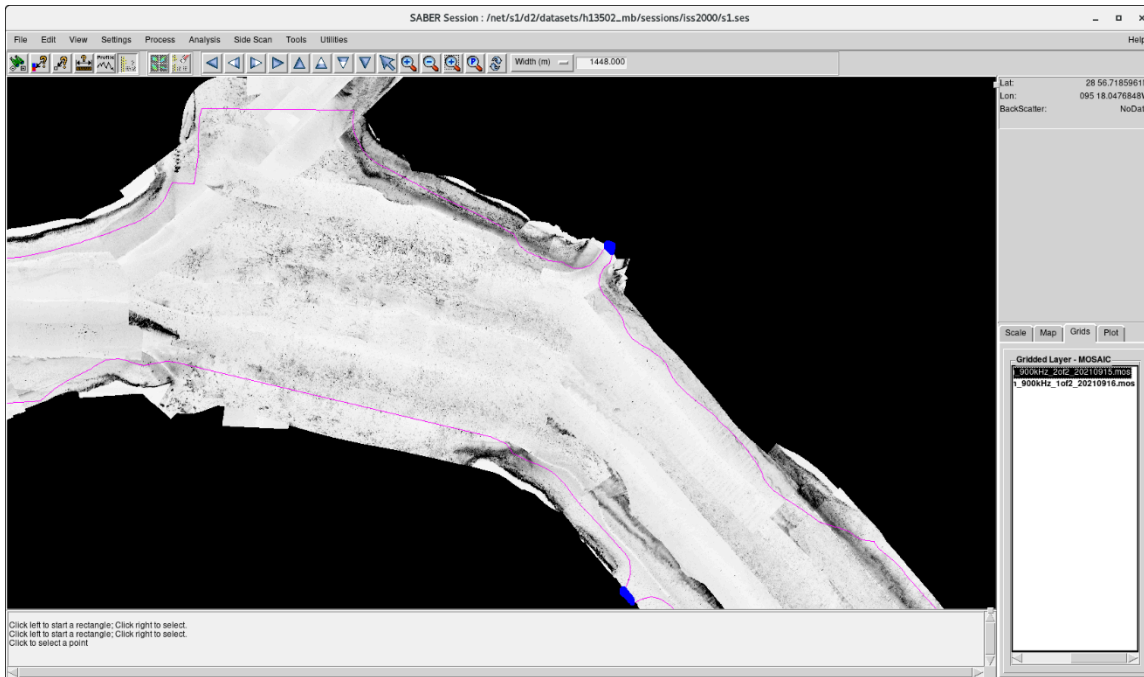 SABER Session : /net/s1/d2/datasets/h13502_mb/sessions/iss2000/s1.ses
File Edit View Settings Process Analysis Side Scan Tools Utilities Help
Width (m) 1448.000
Lat: 28 56.7185961
Lon: 095 18.0476848W
BackScatter: NoDat
Scale Map Grids Plot
Gridded Layer - MOSAIC
_900kHz_2of2_20210915.mos
_900kHz_1of2_20210916.mos
Click left to start a rectangle; Click right to select.
Click left to start a rectangle; Click right to select.
Click to select a point